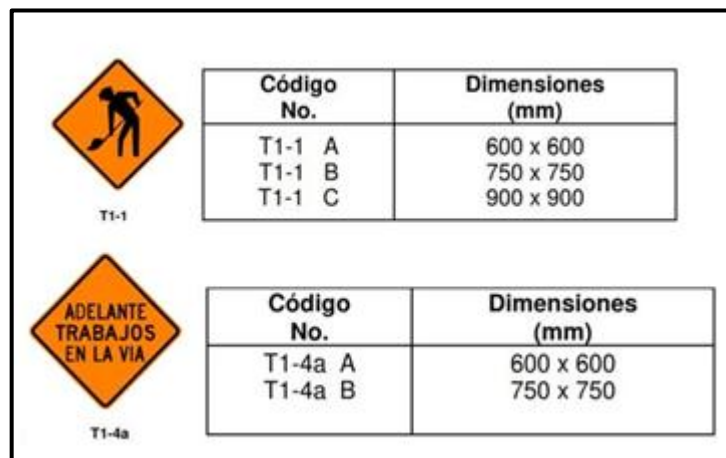 Código No. Dimensiones (mm)
T1-1 A 600 x 600
T1-1 B 750 x 750
T1-1 C 900 x 900
T1-1
ADELANTE
TRABAJOS
EN LA VIA
T1-4a
Código No. Dimensiones (mm)
T1-4a A 600 x 600
T1-4a B 750 x 750